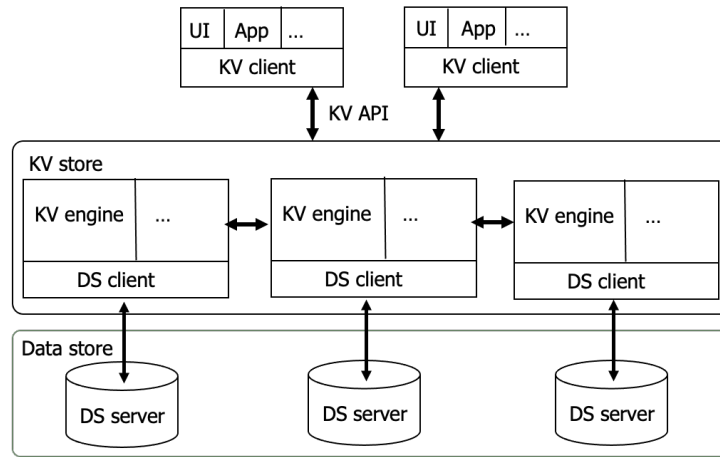 UI App ...
KV client
UI App ...
KV client
KV API
KV store
KV engine ...
DS client
KV engine ...
DS client
KV engine ...
DS client
Data store
DS server
DS server
DS server